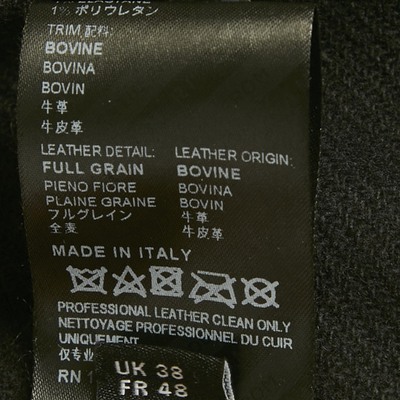 1% ポリウレタン
TRIM 配料:
BOVINE
BOVINA
BOVIN
牛革
牛皮革
LEATHER DETAIL:
FULL GRAIN
PIENO FIORE
PLAINE GRAINE
フルグレイン
全麦
LEATHER ORIGIN:
BOVINE
BOVINA
BOVIN
牛革
牛皮革
MADE IN ITALY
PROFESSIONAL LEATHER CLEAN ONLY
NETTOYAGE PROFESSIONNEL DU CUIR
UNIQUEMENT
仅专业
RN
UK 38
FR 48